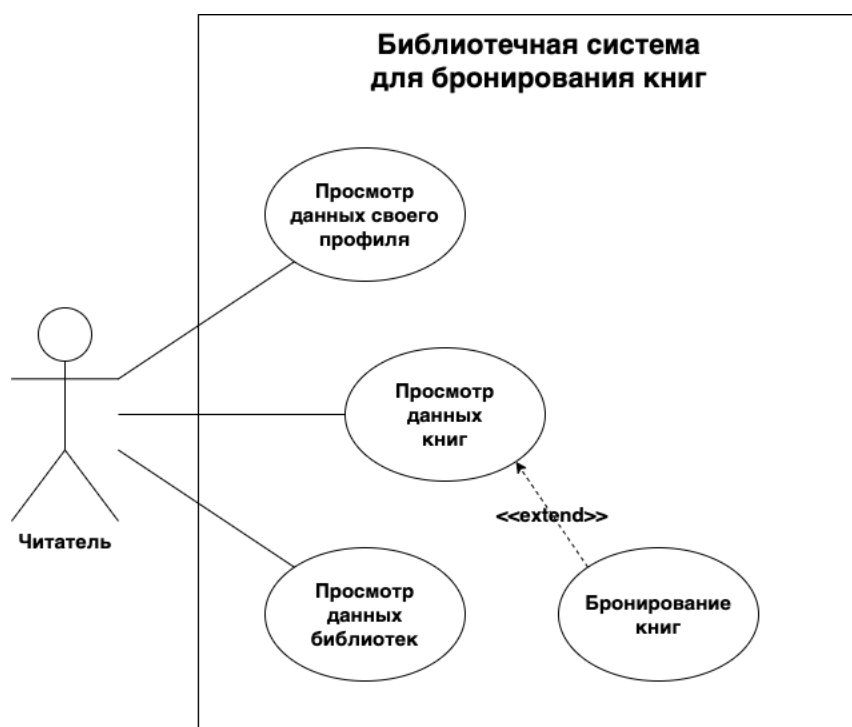 Библиотечная система
для бронирования книг
Просмотр
данных своего
профиля
Просмотр
данных
книг
<<extend>>
Читатель
Просмотр
данных
библиотек
Бронирование
книг